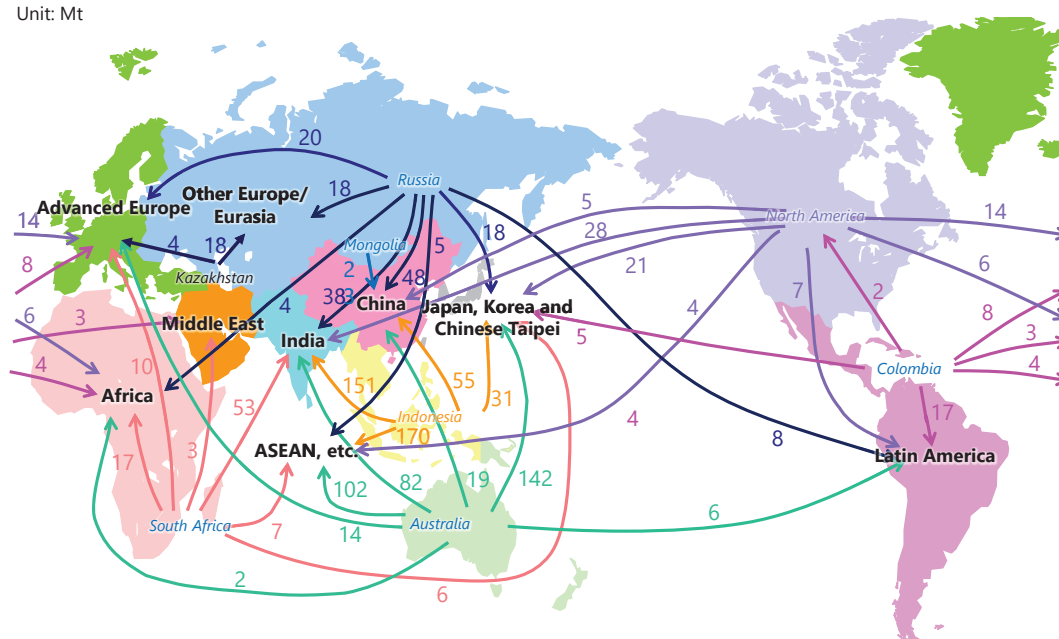 Unit: Mt
20
5
14
Russia
Other Europe/
Eurasia
18
North America
Advanced Europe
14
28
18
5
Mongolia
4
18
6
8
Kazakhstan
2
48
21
38
3
7
2
China
4
Japan, Korea and
Chinese Taipei
4
8
6
3
Middle East
India
5
3
Colombia
4
10
151
55
4
Africa
31
53
Indonesia
4
17
170
8
3
ASEAN, etc.
Latin America
17
102
82
19
142
South Africa
7
14
Australia
6
2
6